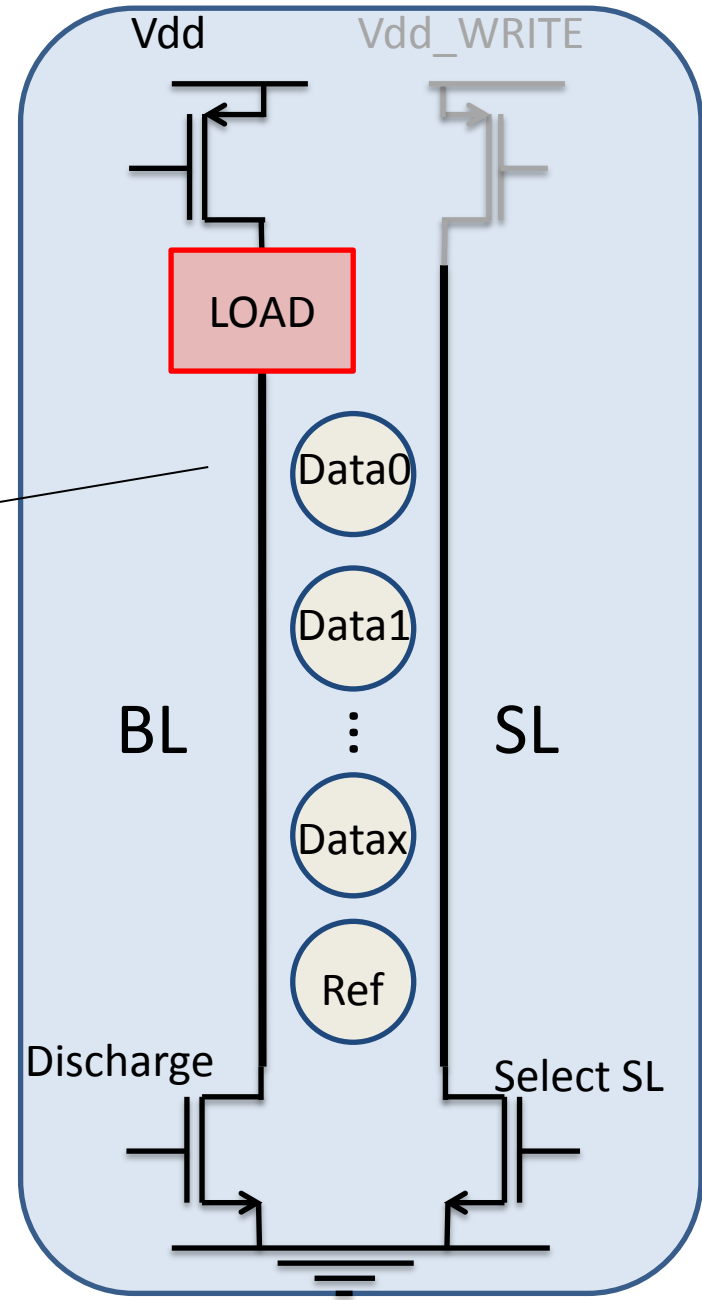 Vdd
Vdd_WRITE
LOAD
Data0
Data1
⋮
BL
SL
Datax
Ref
Discharge
Select SL